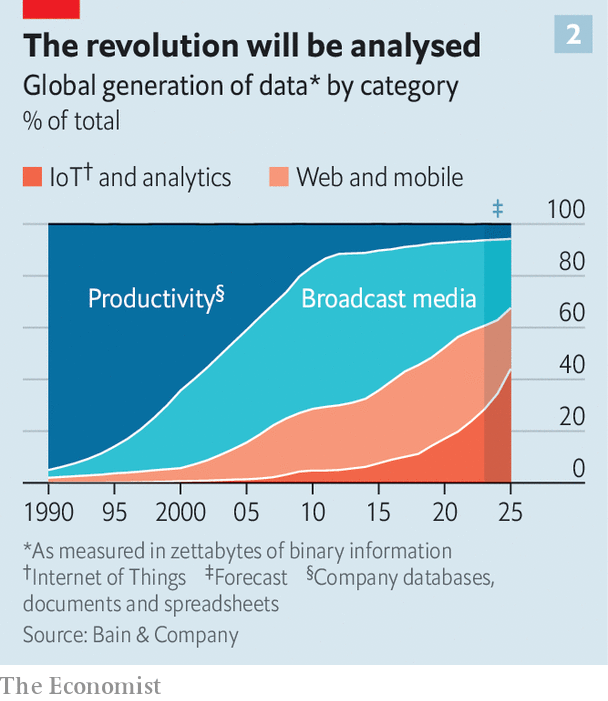 The revolution will be analysed
2
Global generation of data* by category
% of total
IoT† and analytics
Web and mobile
‡
100
80
60
40
20
0
Productivity§
Broadcast media
1990
95
2000
05
10
15
20
25
*As measured in zettabytes of binary information
†Internet of Things ‡Forecast §Company databases,
documents and spreadsheets
Source: Bain & Company
The Economist